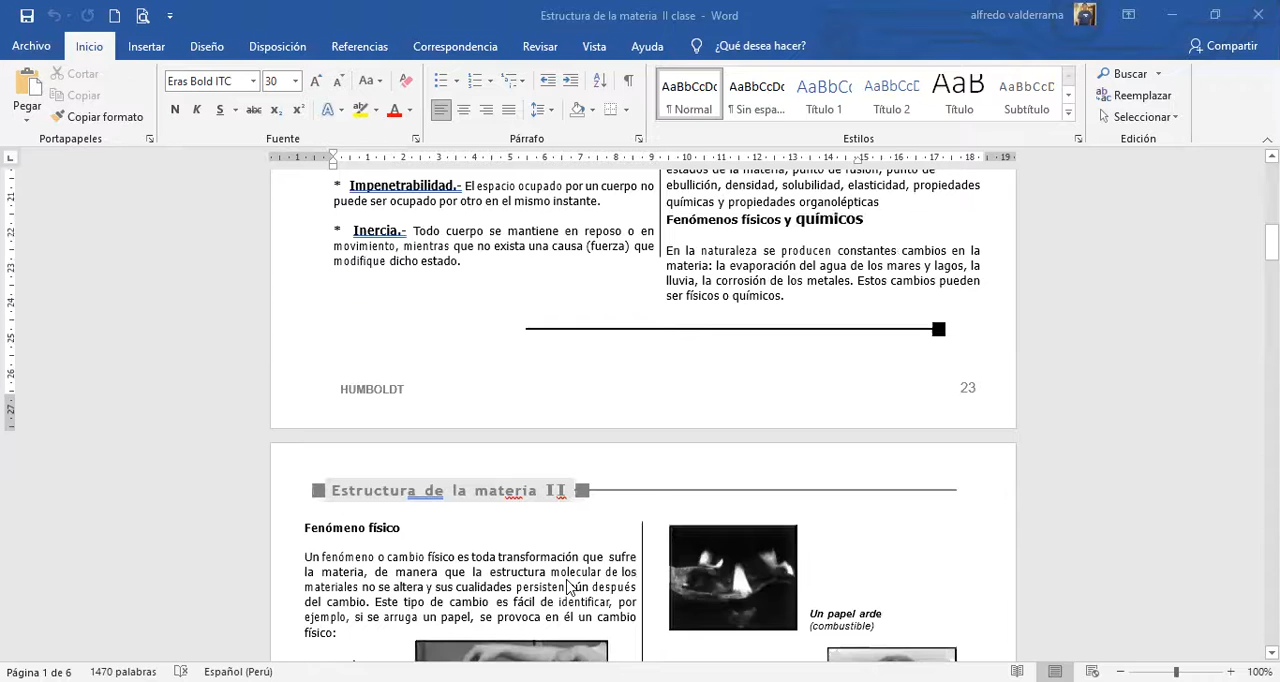 Estructura de la materia II clase - Word
alfredo valderrama
Archivo Inicio Insertar Diseño Disposición Referencias Correspondencia Revisar Vista Ayuda ¿Qué desea hacer? Compartir
Pegar
Cortar
Copiar
Copiar formato
Portapapeles
Eras Bold ITC 30
N K S abc x₂ x²
Fuente
Párrafo
AaBbCcDc AaBbCcDc AaBbC AaBbCcD AaB AaBbCcD
¶ Normal ¶ Sin espa... Título 1 Título 2 Título Subtítulo
Estilos
Buscar
Reemplazar
Seleccionar
Edición
* Impenetrabilidad.- El espacio ocupado por un cuerpo no
puede ser ocupado por otro en el mismo instante.
* Inercia.- Todo cuerpo se mantiene en reposo o en
movimiento, mientras que no exista una causa (fuerza) que
modifique dicho estado.
estados de la materia, punto de fusión, punto de
ebullición, densidad, solubilidad, elasticidad, propiedades
químicas y propiedades organolépticas
Fenómenos físicos y químicos
En la naturaleza se producen constantes cambios en la
materia: la evaporación del agua de los mares y lagos, la
lluvia, la corrosión de los metales. Estos cambios pueden
ser físicos o químicos.
HUMBOLDT 23
Estructura de la materia II
Fenómeno físico
Un fenómeno o cambio físico es toda transformación que sufre
la materia, de manera que la estructura molecular de los
materiales no se altera y sus cualidades persisten aún después
del cambio. Este tipo de cambio es fácil de identificar, por
ejemplo, si se arruga un papel, se provoca en él un cambio
físico:
Un papel arde
(combustible)
Página 1 de 6 1470 palabras Español (Perú) 100%